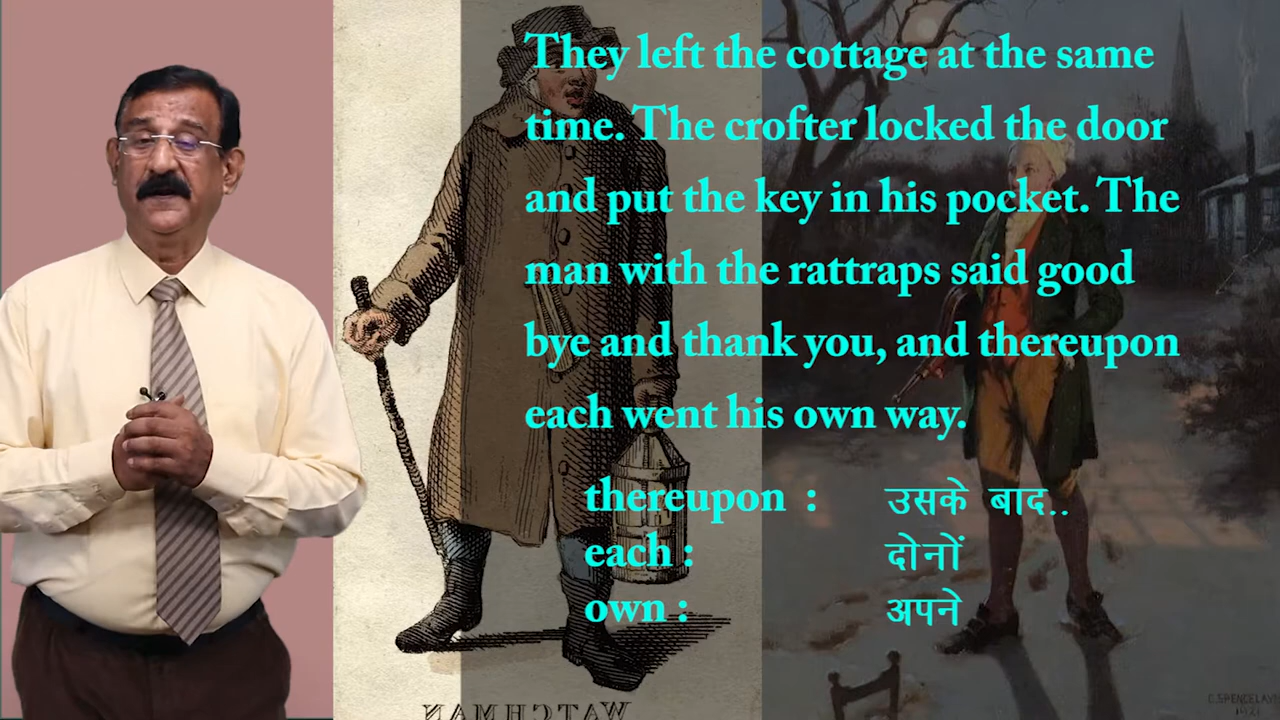 They left the cottage at the same
time. The crofter locked the door
and put the key in his pocket. The
man with the rattraps said good
bye and thank you, and thereupon
each went his own way.
thereupon : उसके बाद..
each : दोनों
own : अपने
WATCHMAN